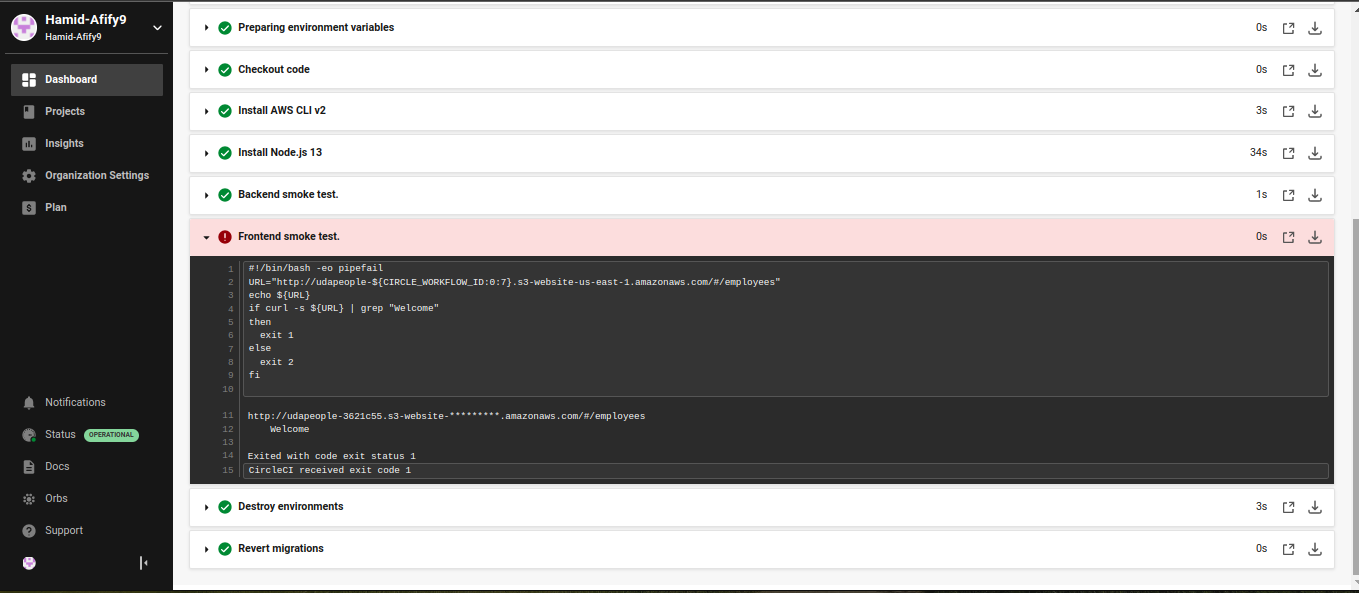 Hamid-Afify9
Hamid-Afify9
Dashboard
Projects
Insights
Organization Settings
Plan
Notifications
Status OPERATIONAL
Docs
Orbs
Support
Preparing environment variables 0s
Checkout code 0s
Install AWS CLI v2 3s
Install Node.js 13 34s
Backend smoke test. 1s
Frontend smoke test. 0s
1 #!/bin/bash -eo pipefail
2 URL="http://udapeople-${CIRCLE_WORKFLOW_ID:0:7}.s3-website-us-east-1.amazonaws.com/#/employees"
3 echo ${URL}
4 if curl -s ${URL} | grep "Welcome"
5 then
6 exit 1
7 else
8 exit 2
9 fi
10
11 http://udapeople-3621c55.s3-website-*********.amazonaws.com/#/employees
12 Welcome
13
14 Exited with code exit status 1
15 CircleCI received exit code 1
Destroy environments 3s
Revert migrations 0s